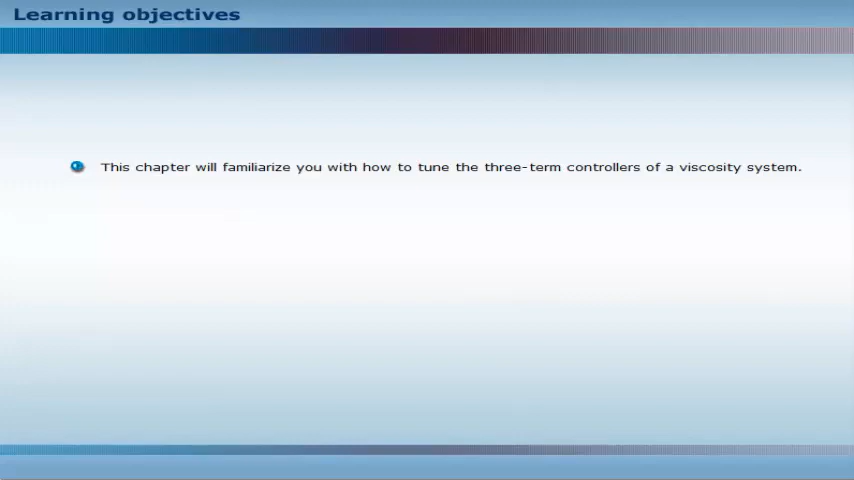 Learning objectives
This chapter will familiarize you with how to tune the three-term controllers of a viscosity system.